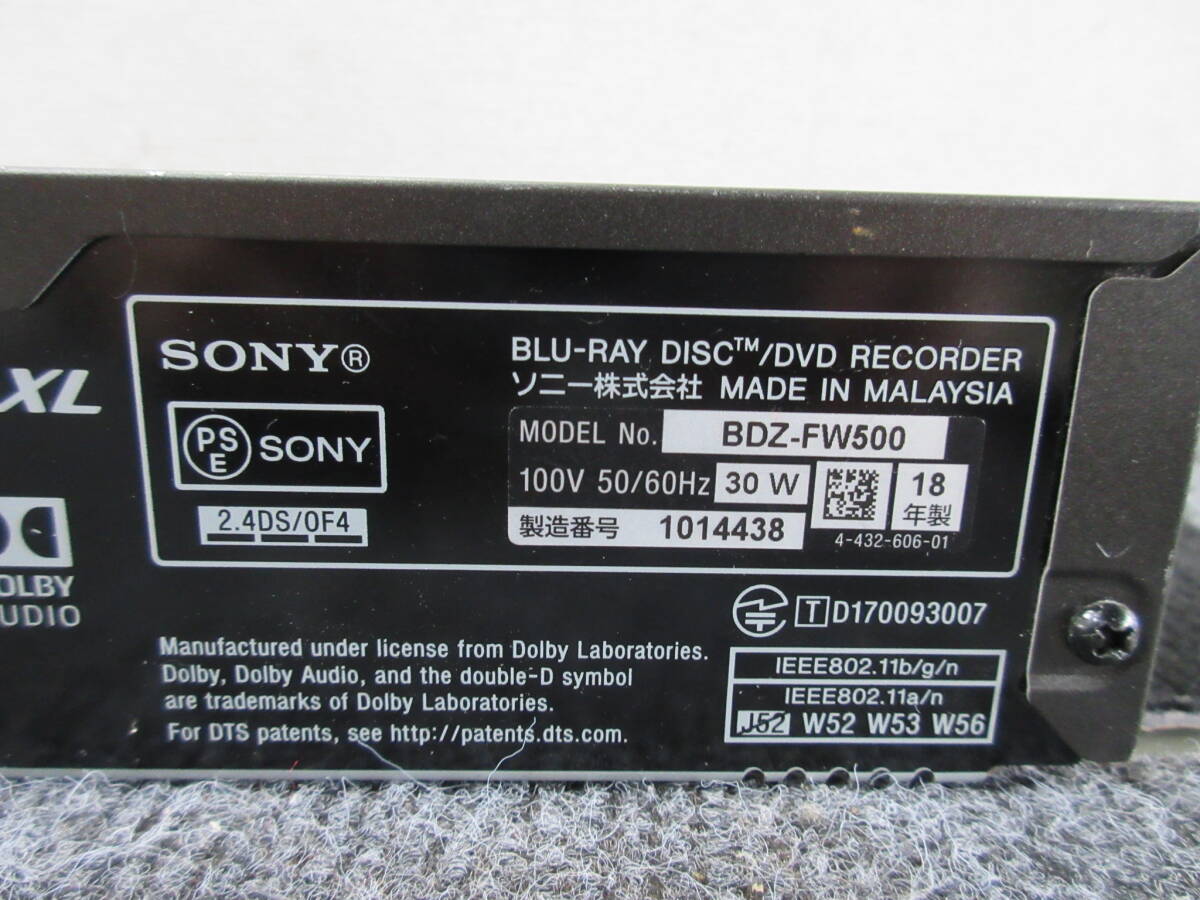 XL
SONY®
BLU-RAY DISC™/DVD RECORDER
ソニー株式会社 MADE IN MALAYSIA
PSE SONY
MODEL No. BDZ-FW500
100V 50/60Hz 30 W
18
年製
2.4DS/OF4
製造番号 1014438
4-432-606-01
T D170093007
Manufactured under license from Dolby Laboratories.
Dolby, Dolby Audio, and the double-D symbol
are trademarks of Dolby Laboratories.
For DTS patents, see http://patents.dts.com.
IEEE802.11b/g/n
IEEE802.11a/n
J52 W52 W53 W56